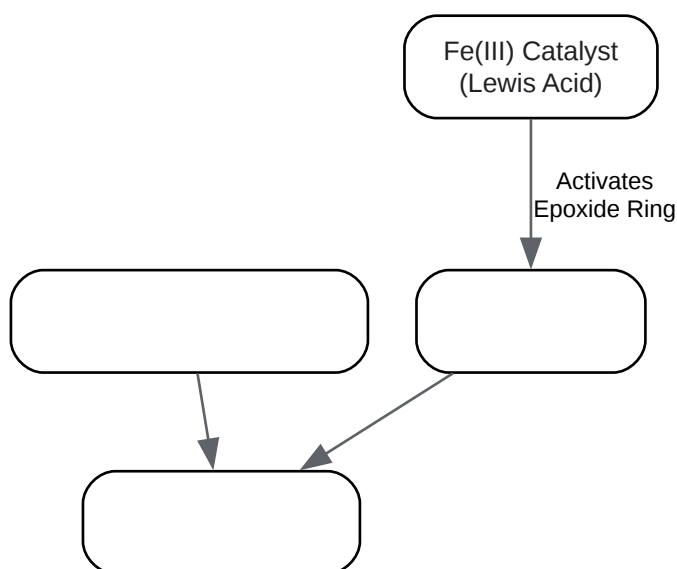 Fe(III) Catalyst
(Lewis Acid)
Activates
Epoxide Ring